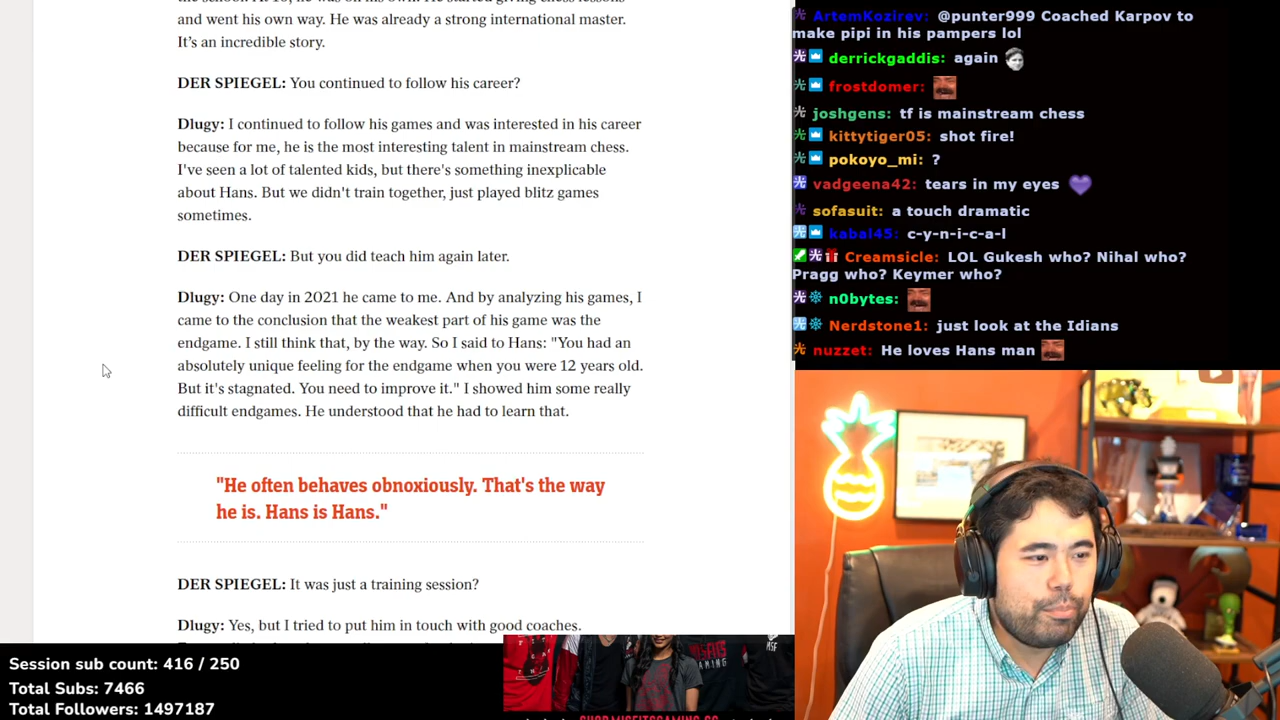 and went his own way. He was already a strong international master.
It's an incredible story.
DER SPIEGEL: You continued to follow his career?
Dlugy: I continued to follow his games and was interested in his career
because for me, he is the most interesting talent in mainstream chess.
I've seen a lot of talented kids, but there's something inexplicable
about Hans. But we didn't train together, just played blitz games
sometimes.
DER SPIEGEL: But you did teach him again later.
Dlugy: One day in 2021 he came to me. And by analyzing his games, I
came to the conclusion that the weakest part of his game was the
endgame. I still think that, by the way. So I said to Hans: "You had an
absolutely unique feeling for the endgame when you were 12 years old.
But it's stagnated. You need to improve it." I showed him some really
difficult endgames. He understood that he had to learn that.
"He often behaves obnoxiously. That's the way
he is. Hans is Hans."
DER SPIEGEL: It was just a training session?
Dlugy: Yes, but I tried to put him in touch with good coaches.
ArtemKozirev: @punter999 Coached Karpov to
make pipi in his pampers lol
derrickgaddis: again
frostdomer:
joshgens: tf is mainstream chess
kittytiger05: shot fire!
pokoyo_mi: ?
vadgeena42: tears in my eyes
sofasuit: a touch dramatic
kabal45: c-y-n-i-c-a-l
Creamsicle: LOL Gukesh who? Nihal who?
Pragg who? Keymer who?
n0bytes:
Nerdstone1: just look at the Idians
nuzzet: He loves Hans man
Session sub count: 416 / 250
Total Subs: 7466
Total Followers: 1497187